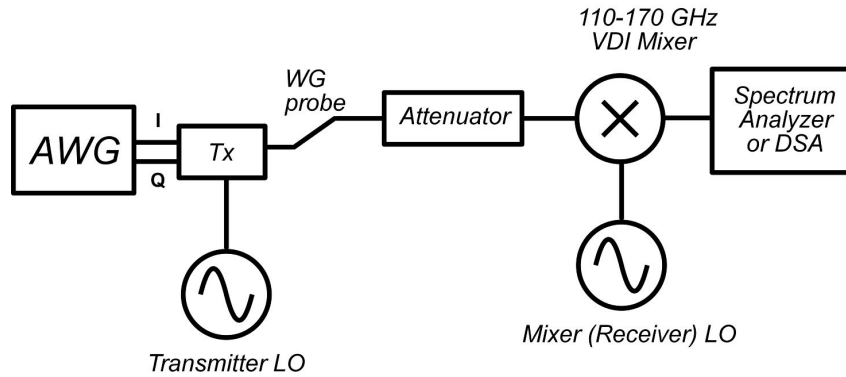 110-170 GHz
VDI Mixer
WG
probe
I
AWG
Q
Tx
Attenuator
Spectrum
Analyzer
or DSA
Transmitter LO
Mixer (Receiver) LO